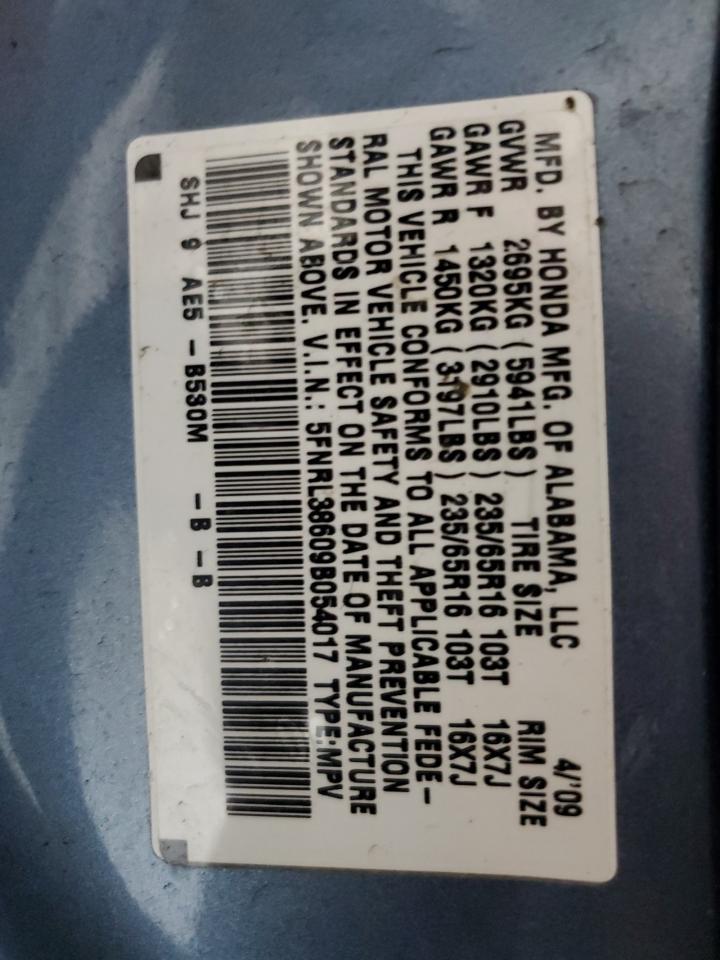 MFD. BY HONDA MFG. OF ALABAMA, LLC 4/'09
GVWR 2695KG ( 5941LBS ) TIRE SIZE RIM SIZE
GAWR F 1320KG ( 2910LBS ) 235/65R16 103T 16X7J
GAWR R 1450KG ( 3197LBS ) 235/65R16 103T 16X7J
THIS VEHICLE CONFORMS TO ALL APPLICABLE FEDE–
RAL MOTOR VEHICLE SAFETY AND THEFT PREVENTION
STANDARDS IN EFFECT ON THE DATE OF MANUFACTURE
SHOWN ABOVE. V.I.N.: 5FNRL38609B054017 TYPE:MPV
SHJ 9 AE5 – B530M – B – B